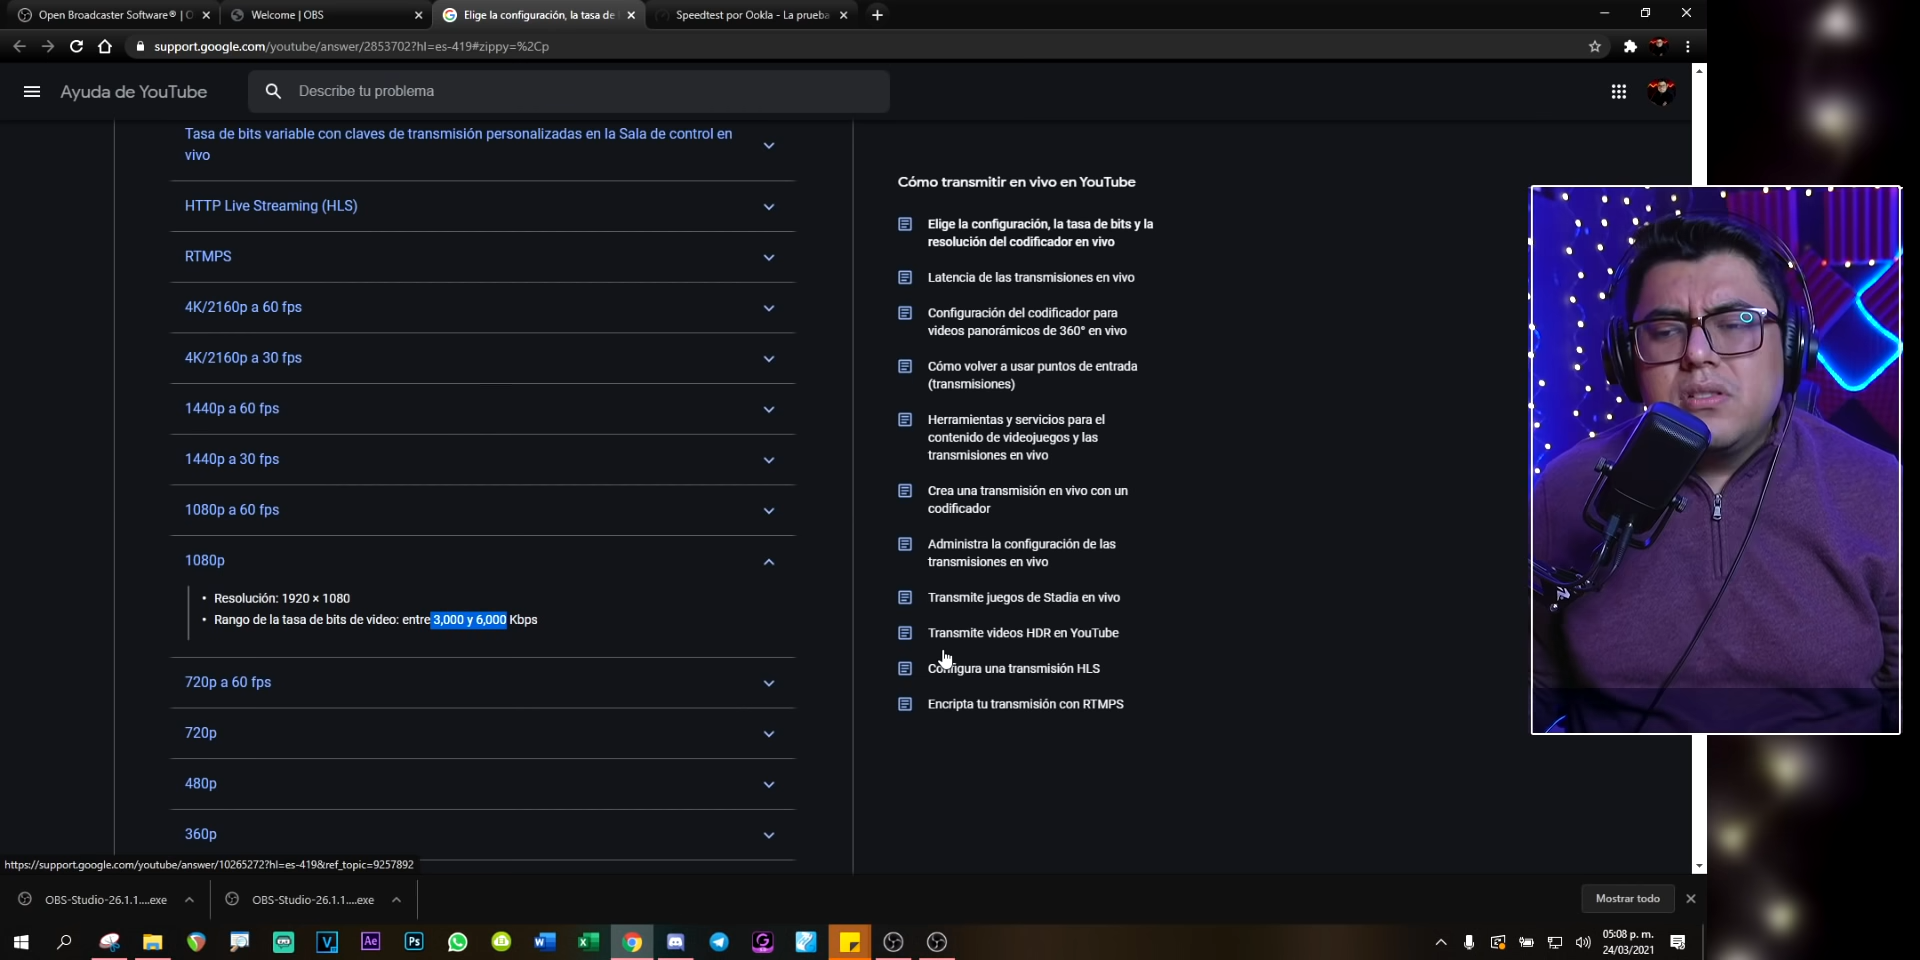 Open Broadcaster Software® | O
Welcome | OBS
Elige la configuración, la tasa de
Speedtest por Ookla - La prueba
support.google.com/youtube/answer/2853702?hl=es-419#zippy=%2Cp
Ayuda de YouTube
Describe tu problema
Tasa de bits variable con claves de transmisión personalizadas en la Sala de control en
vivo
HTTP Live Streaming (HLS)
RTMPS
4K/2160p a 60 fps
4K/2160p a 30 fps
1440p a 60 fps
1440p a 30 fps
1080p a 60 fps
1080p
• Resolución: 1920 × 1080
• Rango de la tasa de bits de video: entre 3,000 y 6,000 Kbps
720p a 60 fps
720p
480p
360p
Cómo transmitir en vivo en YouTube
Elige la configuración, la tasa de bits y la
resolución del codificador en vivo
Latencia de las transmisiones en vivo
Configuración del codificador para
videos panorámicos de 360° en vivo
Cómo volver a usar puntos de entrada
(transmisiones)
Herramientas y servicios para el
contenido de videojuegos y las
transmisiones en vivo
Crea una transmisión en vivo con un
codificador
Administra la configuración de las
transmisiones en vivo
Transmite juegos de Stadia en vivo
Transmite videos HDR en YouTube
Configura una transmisión HLS
Encripta tu transmisión con RTMPS
https://support.google.com/youtube/answer/10265272?hl=es-419&ref_topic=9257892
OBS-Studio-26.1.1....exe
OBS-Studio-26.1.1....exe
Mostrar todo
Ae
Ps
05:08 p. m.
24/03/2021